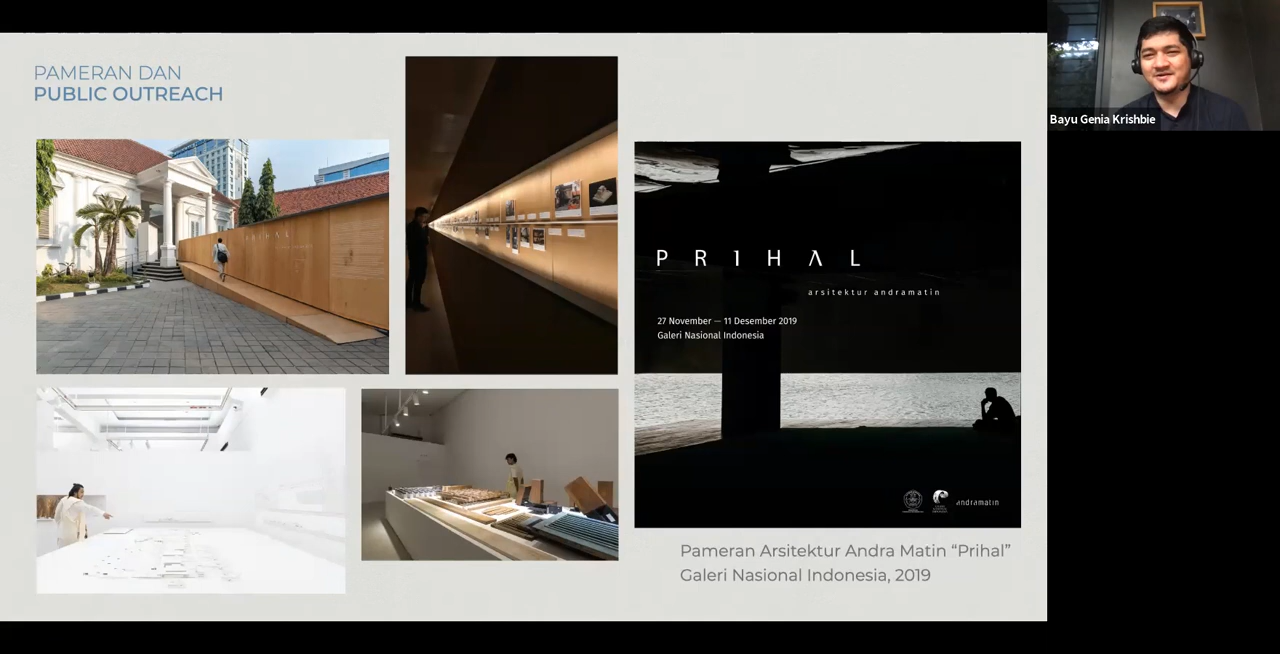 PAMERAN DAN
PUBLIC OUTREACH
PRIHAL
PR1HΛL
arsitektur andramatin
27 November — 11 Desember 2019
Galeri Nasional Indonesia
andramatin
Pameran Arsitektur Andra Matin “Prihal”
Galeri Nasional Indonesia, 2019
Bayu Genia Krishbie